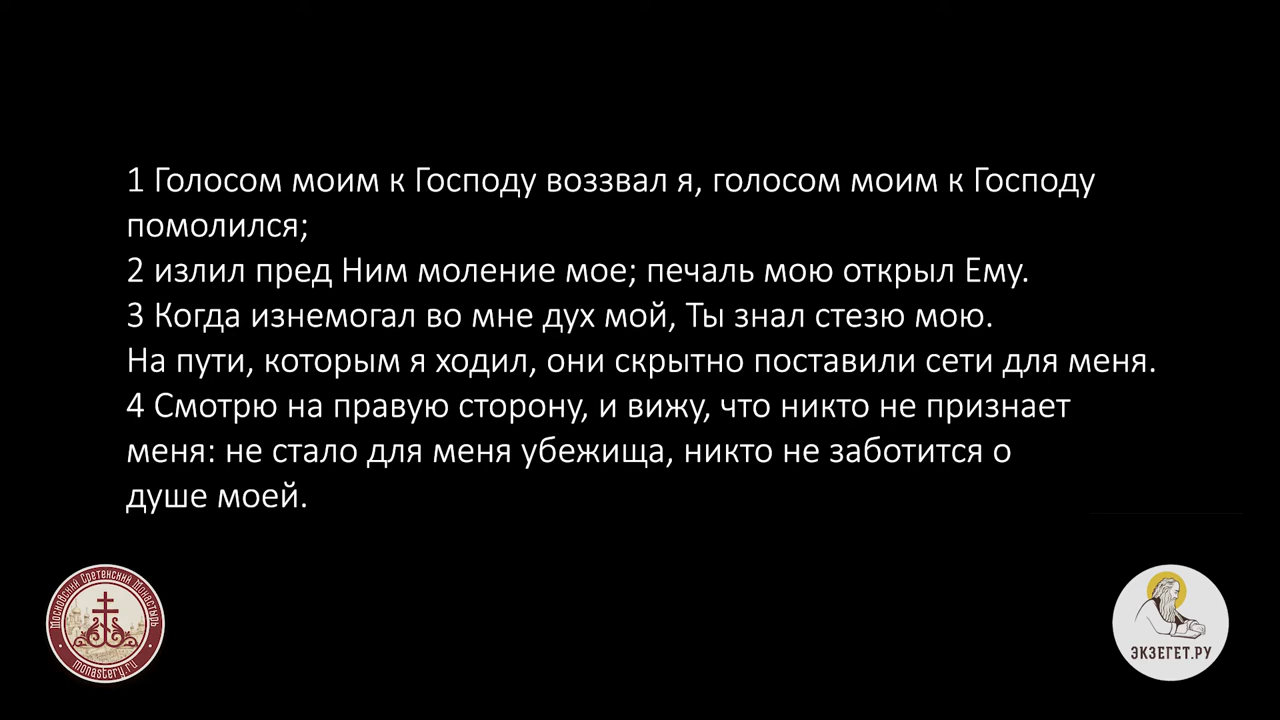 1 Голосом моим к Господу воззвал я, голосом моим к Господу
помолился;
2 излил пред Ним моление мое; печаль мою открыл Ему.
3 Когда изнемогал во мне дух мой, Ты знал стезю мою.
На пути, которым я ходил, они скрытно поставили сети для меня.
4 Смотрю на правую сторону, и вижу, что никто не признает
меня: не стало для меня убежища, никто не заботится о
душе моей.
Московский Сретенский Монастырь
monastery.ru
ЭКЗЕГЕТ.РУ